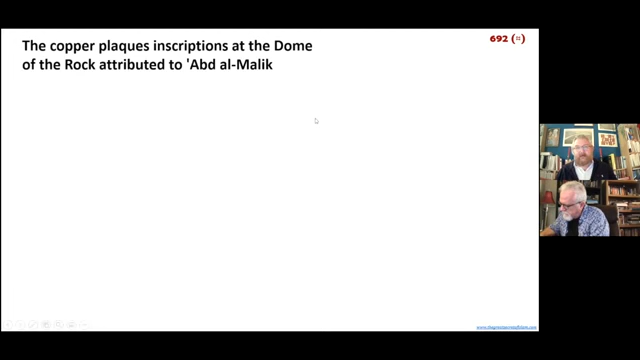 The copper plaques inscriptions at the Dome
of the Rock attributed to 'Abd al-Malik
692 (≈)